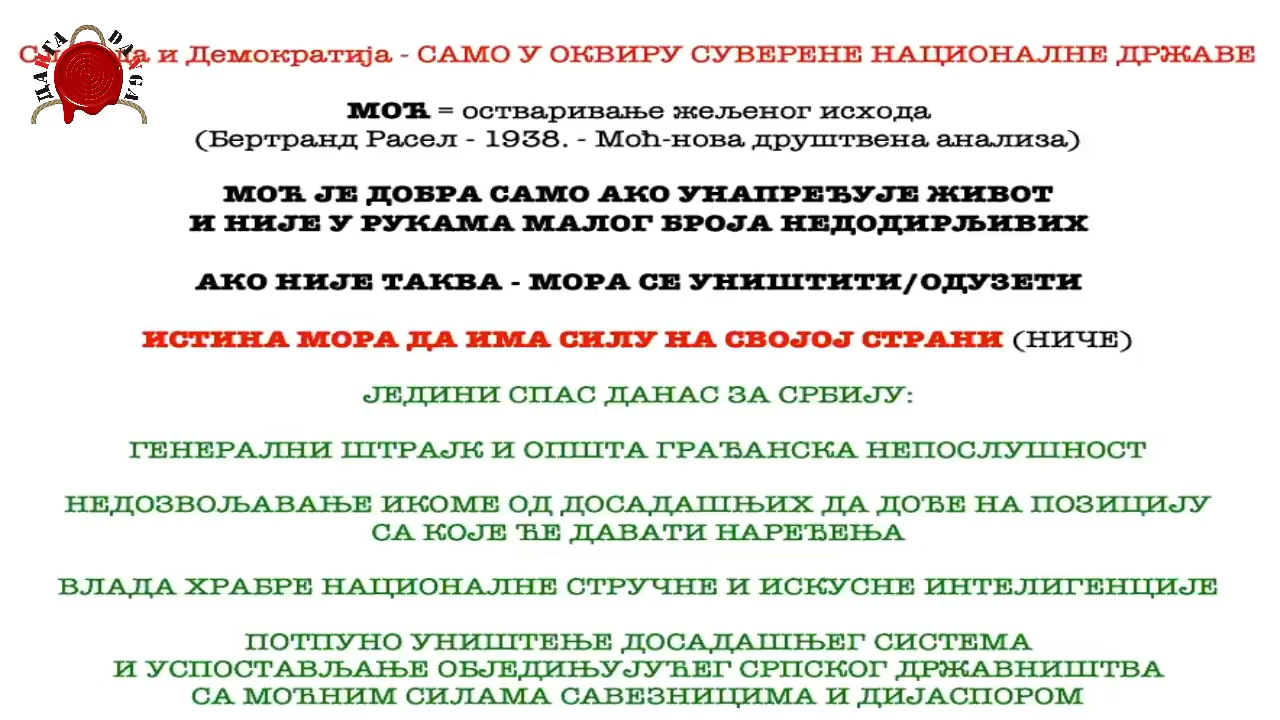 ДАНГА DANGA
и Демократија - САМО У ОКВИРУ СУВЕРЕНЕ НАЦИОНАЛНЕ ДРЖАВЕ
МОЋ = остваривање жељеног исхода
(Бертранд Расел - 1938. - Моћ-нова друштвена анализа)
МОЋ ЈЕ ДОБРА САМО АКО УНАПРЕЂУЈЕ ЖИВОТ
И НИЈЕ У РУКАМА МАЛОГ БРОЈА НЕДОДИРЉИВИХ
АКО НИЈЕ ТАКВА - МОРА СЕ УНИШТИТИ/ОДУЗЕТИ
ИСТИНА МОРА ДА ИМА СИЛУ НА СВОЈОЈ СТРАНИ (НИЧЕ)
ЈЕДИНИ СПАС ДАНАС ЗА СРБИЈУ:
ГЕНЕРАЛНИ ШТРАЈК И ОПШТА ГРАЂАНСКА НЕПОСЛУШНОСТ
НЕДОЗВОЉАВАЊЕ ИКОМЕ ОД ДОСАДАШЊИХ ДА ДОЂЕ НА ПОЗИЦИЈУ
СА КОЈЕ ЋЕ ДАВАТИ НАРЕЂЕЊА
ВЛАДА ХРАБРЕ НАЦИОНАЛНЕ СТРУЧНЕ И ИСКУСНЕ ИНТЕЛИГЕНЦИЈЕ
ПОТПУНО УНИШТЕЊЕ ДОСАДАШЊЕГ СИСТЕМА
И УСПОСТАВЉАЊЕ ОБЈЕДИЊУЈУЋЕГ СРПСКОГ ДРЖАВНИШТВА
СА МОЋНИМ СИЛАМА САВЕЗНИЦИМА И ДИЈАСПОРОМ